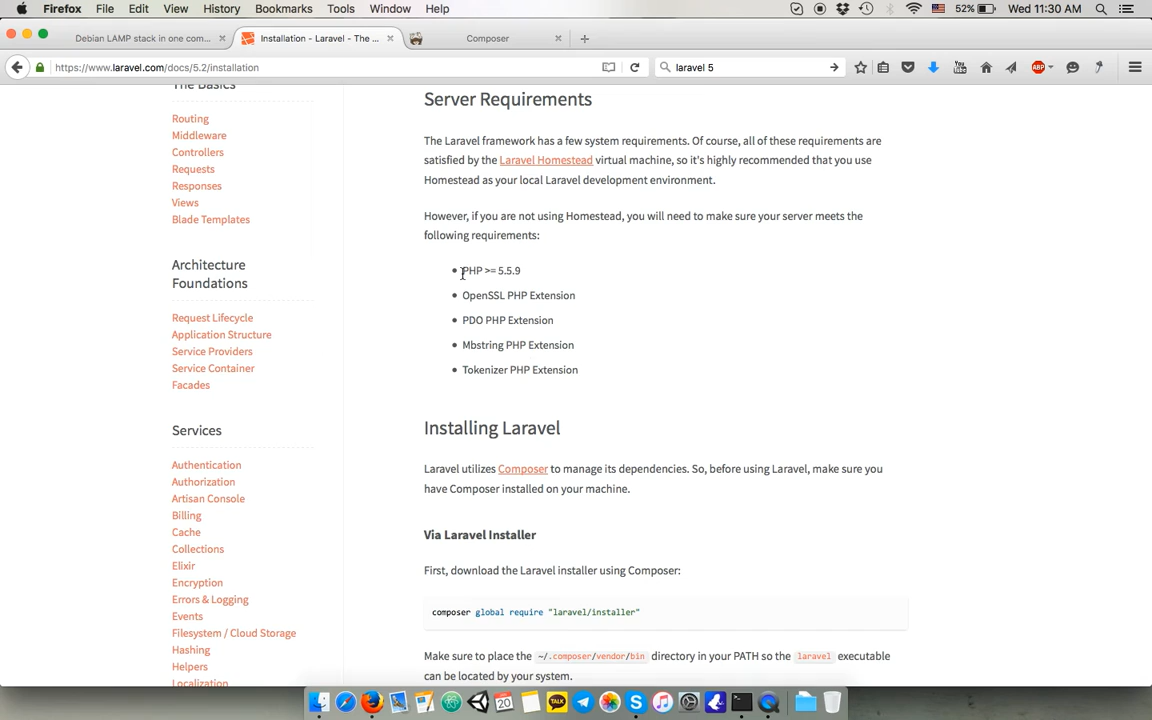 Firefox File Edit View History Bookmarks Tools Window Help 52% Wed 11:30 AM
Debian LAMP stack in one com... Installation - Laravel - The ... Composer
https://www.laravel.com/docs/5.2/installation laravel 5 ABP
The Basics
Routing
Middleware
Controllers
Requests
Responses
Views
Blade Templates
Architecture
Foundations
Request Lifecycle
Application Structure
Service Providers
Service Container
Facades
Services
Authentication
Authorization
Artisan Console
Billing
Cache
Collections
Elixir
Encryption
Errors & Logging
Events
Filesystem / Cloud Storage
Hashing
Helpers
Localization
Server Requirements
The Laravel framework has a few system requirements. Of course, all of these requirements are
satisfied by the Laravel Homestead virtual machine, so it's highly recommended that you use
Homestead as your local Laravel development environment.
However, if you are not using Homestead, you will need to make sure your server meets the
following requirements:
PHP >= 5.5.9
OpenSSL PHP Extension
PDO PHP Extension
Mbstring PHP Extension
Tokenizer PHP Extension
Installing Laravel
Laravel utilizes Composer to manage its dependencies. So, before using Laravel, make sure you
have Composer installed on your machine.
Via Laravel Installer
First, download the Laravel installer using Composer:
composer global require "laravel/installer"
Make sure to place the ~/.composer/vendor/bin directory in your PATH so the laravel executable
can be located by your system.
20
TALK